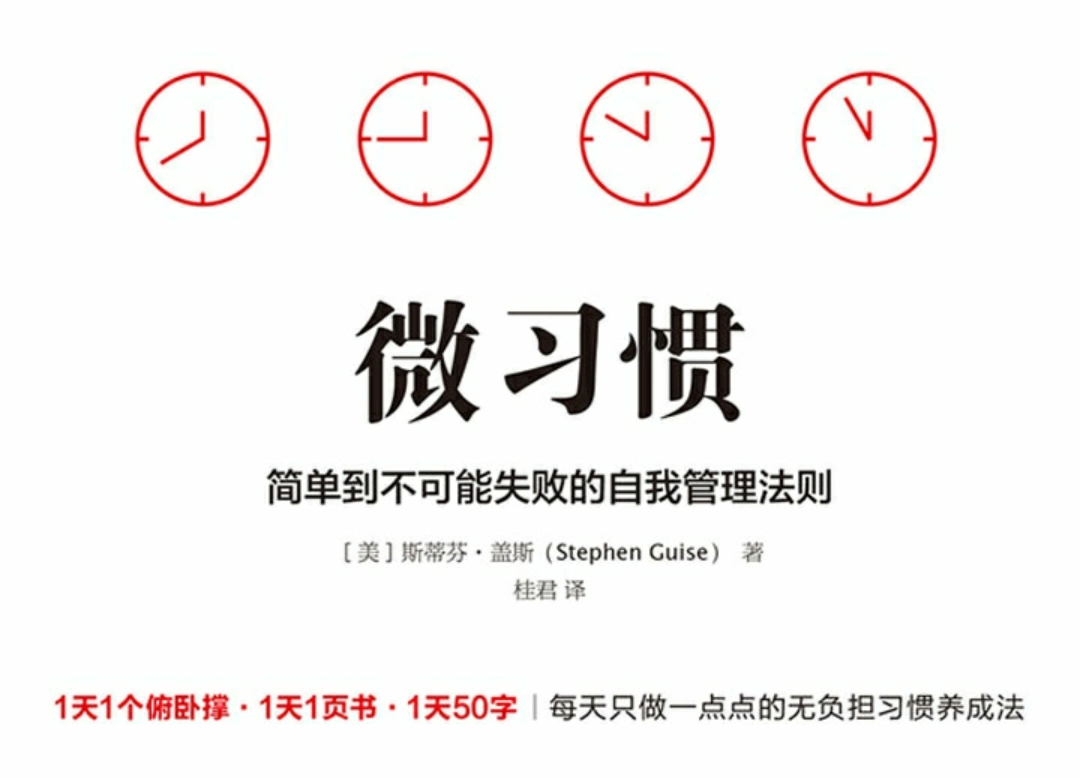 微习惯
简单到不可能失败的自我管理法则
[美]斯蒂芬·盖斯（Stephen Guise） 著
桂君 译
1天1个俯卧撑·1天1页书·1天50字|每天只做一点点的无负担习惯养成法